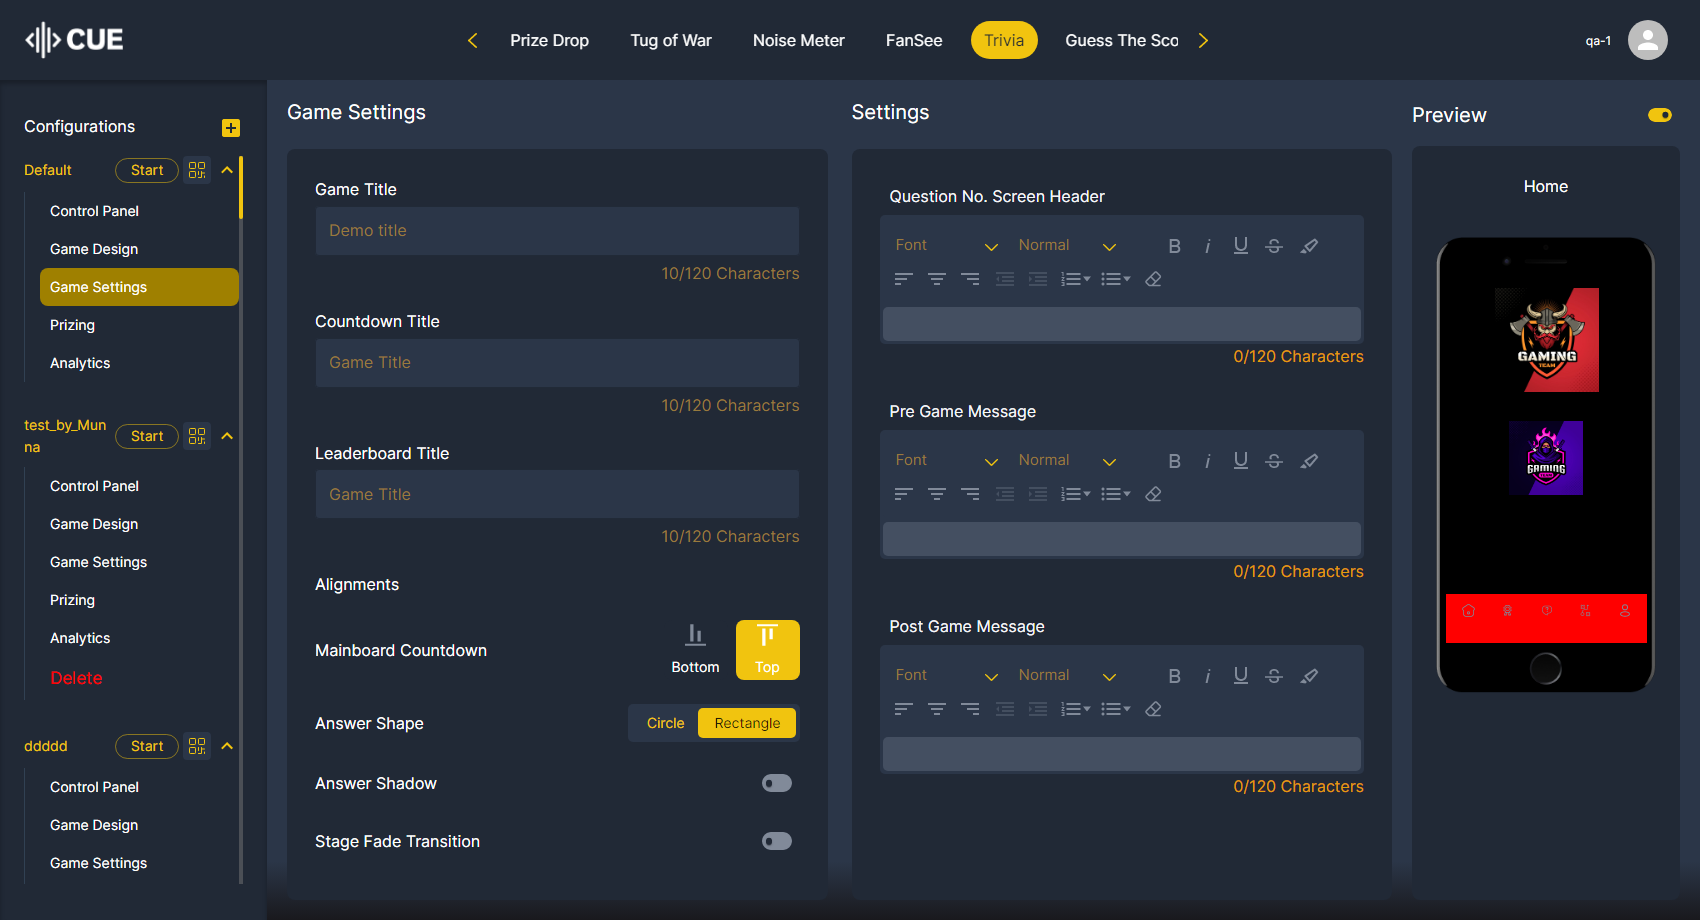 CUE
Prize Drop
Tug of War
Noise Meter
FanSee
Trivia
Guess The Sco
qa-1
Configurations
Default
Start
Control Panel
Game Design
Game Settings
Prizing
Analytics
test_by_Mun
na
Start
Control Panel
Game Design
Game Settings
Prizing
Analytics
Delete
ddddd
Start
Control Panel
Game Design
Game Settings
Game Settings
Game Title
Demo title
10/120 Characters
Countdown Title
Game Title
10/120 Characters
Leaderboard Title
Game Title
10/120 Characters
Alignments
Mainboard Countdown
Bottom
Top
Answer Shape
Circle
Rectangle
Answer Shadow
Stage Fade Transition
Settings
Question No. Screen Header
Font
Normal
B i U S
0/120 Characters
Pre Game Message
Font
Normal
B i U S
0/120 Characters
Post Game Message
Font
Normal
B i U S
0/120 Characters
Preview
Home
GAMING
TEAM
GAMING